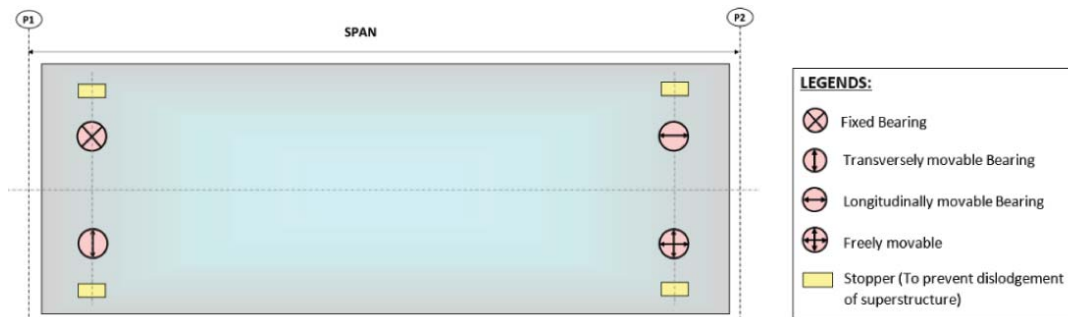 P1
P2
SPAN
LEGENDS:
Fixed Bearing
Transversely movable Bearing
Longitudinally movable Bearing
Freely movable
Stopper (To prevent dislodgement
of superstructure)